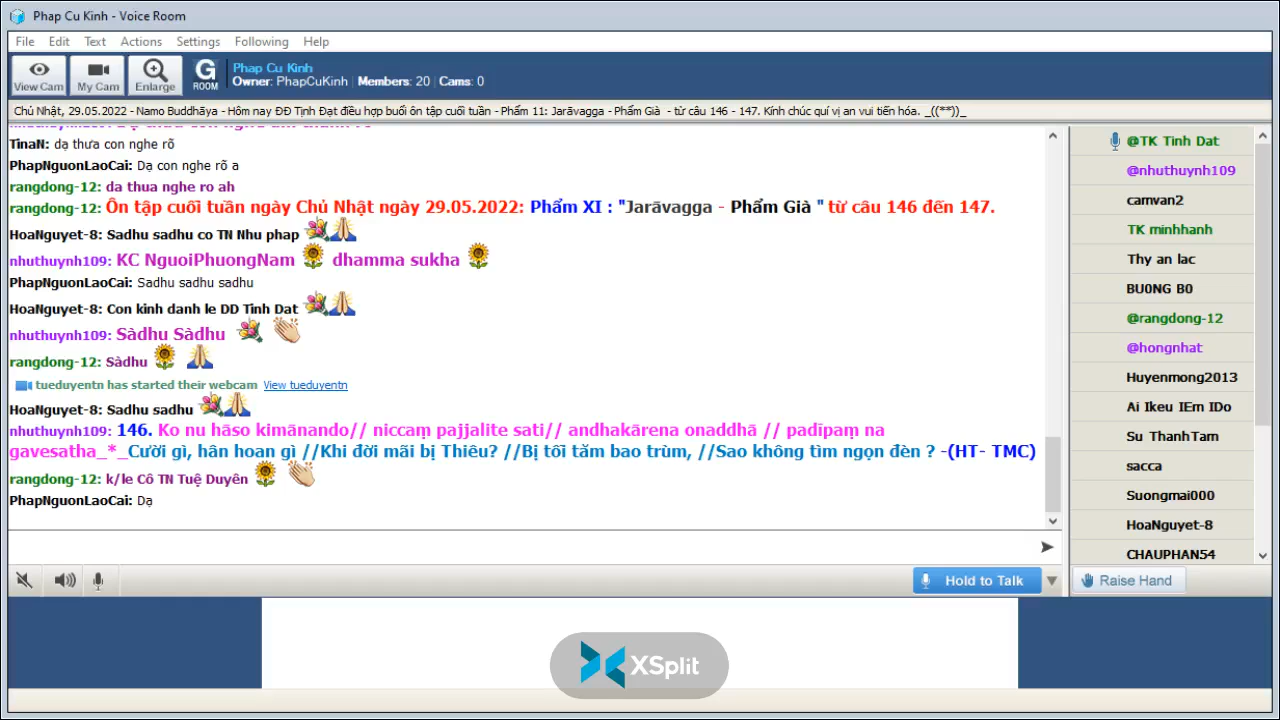 Phap Cu Kinh - Voice Room
File Edit Text Actions Settings Following Help
View Cam My Cam Enlarge G ROOM
Phap Cu Kinh
Owner: PhapCuKinh | Members: 20 | Cams: 0
Chủ Nhật, 29.05.2022 - Namo Buddhāya - Hôm nay ĐĐ Tịnh Đạt điều hợp buổi ôn tập cuối tuần - Phẩm 11: Jarāvagga - Phẩm Già - từ câu 146 - 147. Kính chúc quí vị an vui tiến hóa. _((**))_
TinaN: dạ thưa con nghe rõ
PhapNguonLaoCai: Dạ con nghe rõ a
rangdong-12: da thua nghe ro ah
rangdong-12: Ôn tập cuối tuần ngày Chủ Nhật ngày 29.05.2022: Phẩm XI : "Jarāvagga - Phẩm Già " từ câu 146 đến 147.
HoaNguyet-8: Sadhu sadhu co TN Nhu phap
nhuthuynh109: KC NguoiPhuongNam dhamma sukha
PhapNguonLaoCai: Sadhu sadhu sadhu
HoaNguyet-8: Con kinh danh le ĐD Tinh Dat
nhuthuynh109: Sàdhu Sàdhu
rangdong-12: Sàdhu
tueduyentn has started their webcam View tueduyentn
HoaNguyet-8: Sadhu sadhu
nhuthuynh109: 146. Ko nu hāso kimānando// niccaṃ pajjalite sati// andhakārena onaddhā // padīpaṃ na
gavesatha_*_Cười gì, hân hoan gì //Khi đời mãi bị Thiêu? //Bị tối tăm bao trùm, //Sao không tìm ngọn đèn ? -(HT- TMC)
rangdong-12: k/le Cô TN Tuệ Duyên
PhapNguonLaoCai: Dạ
@TK Tinh Dat
@nhuthuynh109
camvan2
TK minhhanh
Thy an lac
BU0NG B0
@rangdong-12
@hongnhat
Huyenmong2013
Ai Ikeu IEm IDo
Su ThanhTam
sacca
Suongmai000
HoaNguyet-8
CHAUPHAN54
Hold to Talk
Raise Hand
XSplit